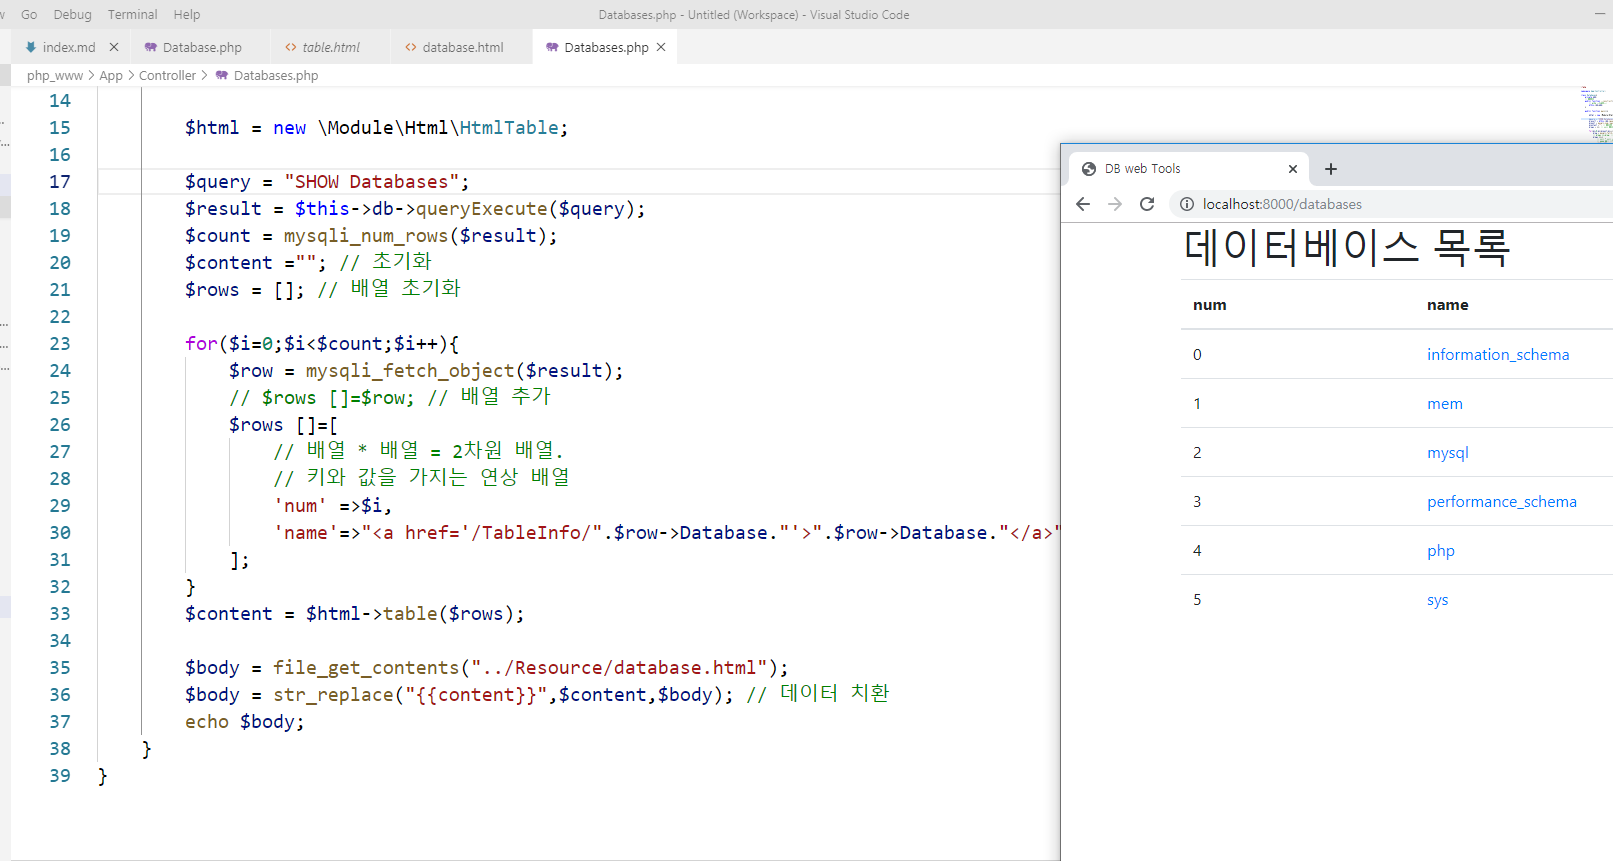 Go Debug Terminal Help
Databases.php - Untitled (Workspace) - Visual Studio Code
index.md Database.php table.html database.html Databases.php
php_www > App > Controller > Databases.php
14
15 $html = new \Module\Html\HtmlTable;
16
17 $query = "SHOW Databases";
18 $result = $this->db->queryExecute($query);
19 $count = mysqli_num_rows($result);
20 $content =""; // 초기화
21 $rows = []; // 배열 초기화
22
23 for($i=0;$i<$count;$i++){
24 $row = mysqli_fetch_object($result);
25 // $rows []=$row; // 배열 추가
26 $rows []=[
27 // 배열 * 배열 = 2차원 배열.
28 // 키와 값을 가지는 연상 배열
29 'num' =>$i,
30 'name'=>"<a href='/TableInfo/".$row->Database."'>".$row->Database."</a>"
31 ];
32 }
33 $content = $html->table($rows);
34
35 $body = file_get_contents("../Resource/database.html");
36 $body = str_replace("{{content}}",$content,$body); // 데이터 치환
37 echo $body;
38 }
39 }
DB web Tools
localhost:8000/databases
데이터베이스 목록
num name
0 information_schema
1 mem
2 mysql
3 performance_schema
4 php
5 sys